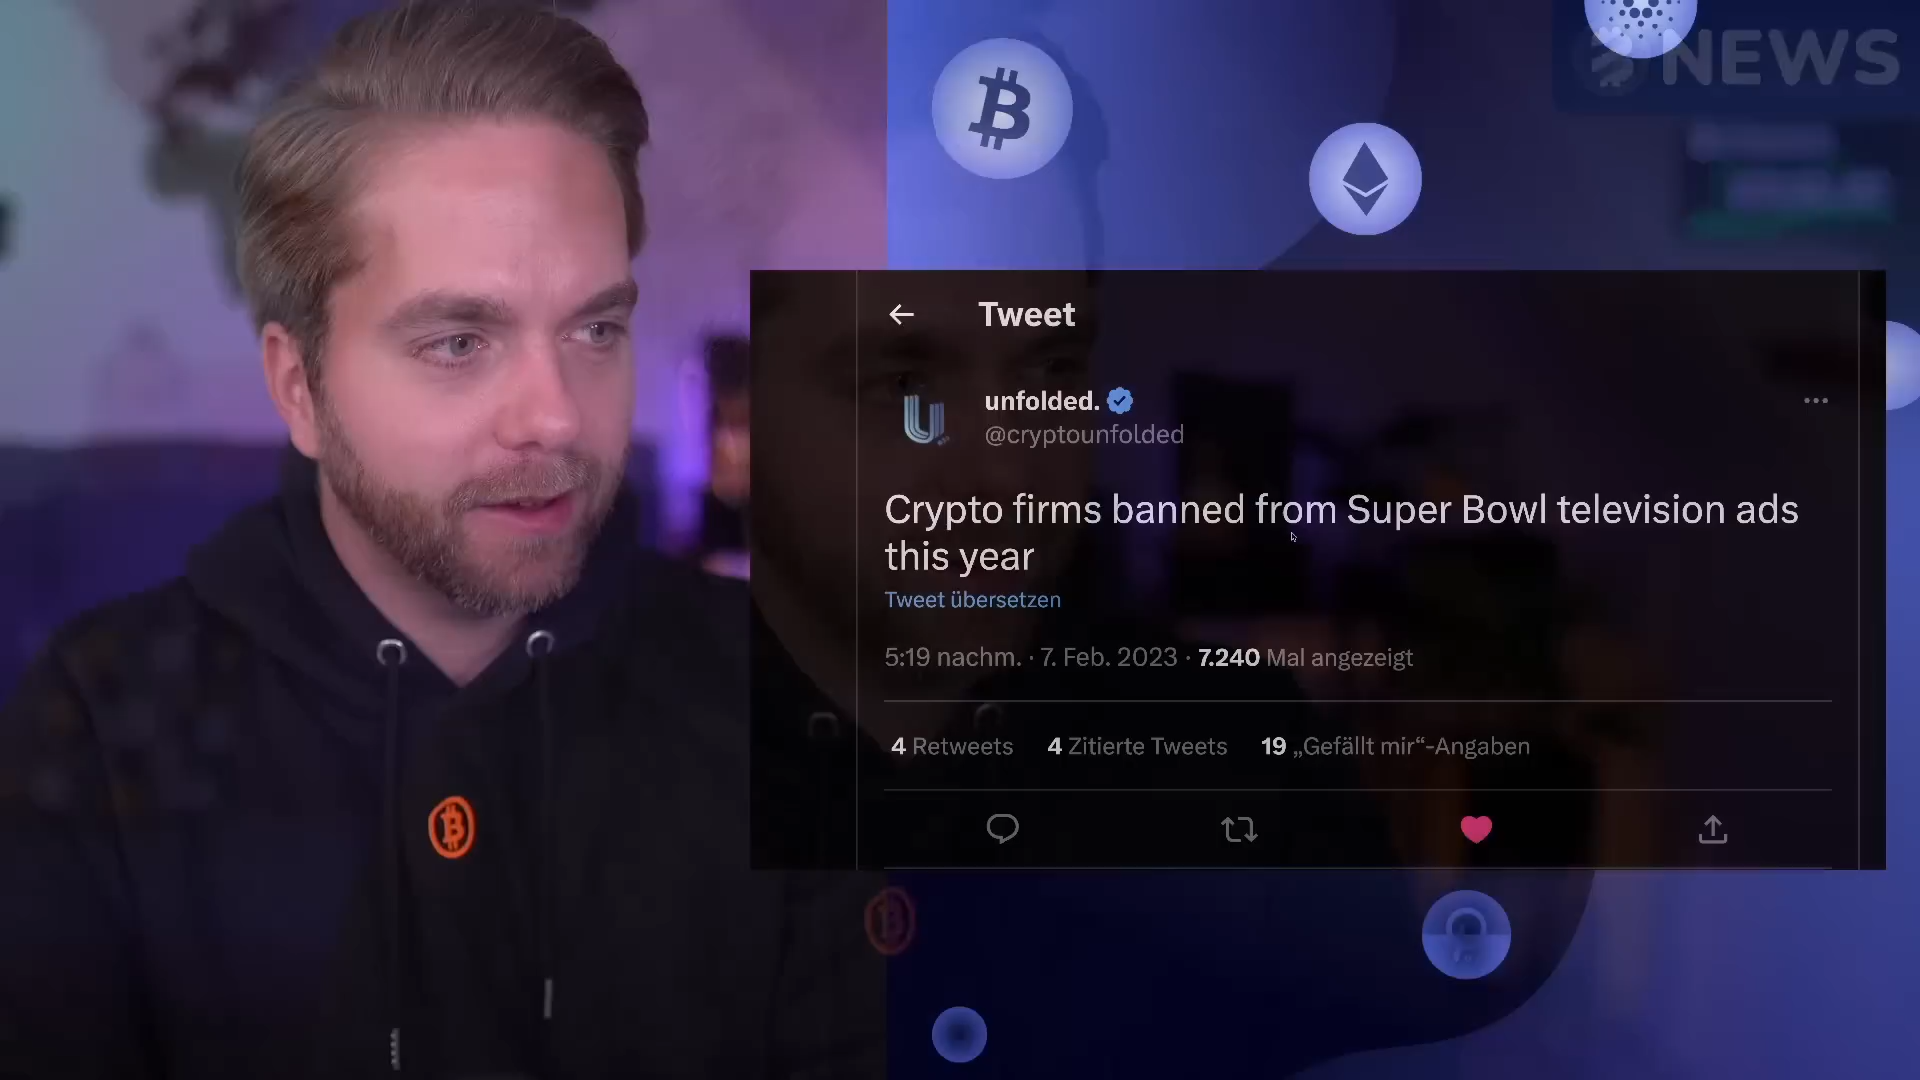 NEWS
Tweet
unfolded.
@cryptounfolded
Crypto firms banned from Super Bowl television ads
this year
Tweet übersetzen
5:19 nachm. · 7. Feb. 2023 · 7.240 Mal angezeigt
4 Retweets 4 Zitierte Tweets 19 „Gefällt mir“-Angaben